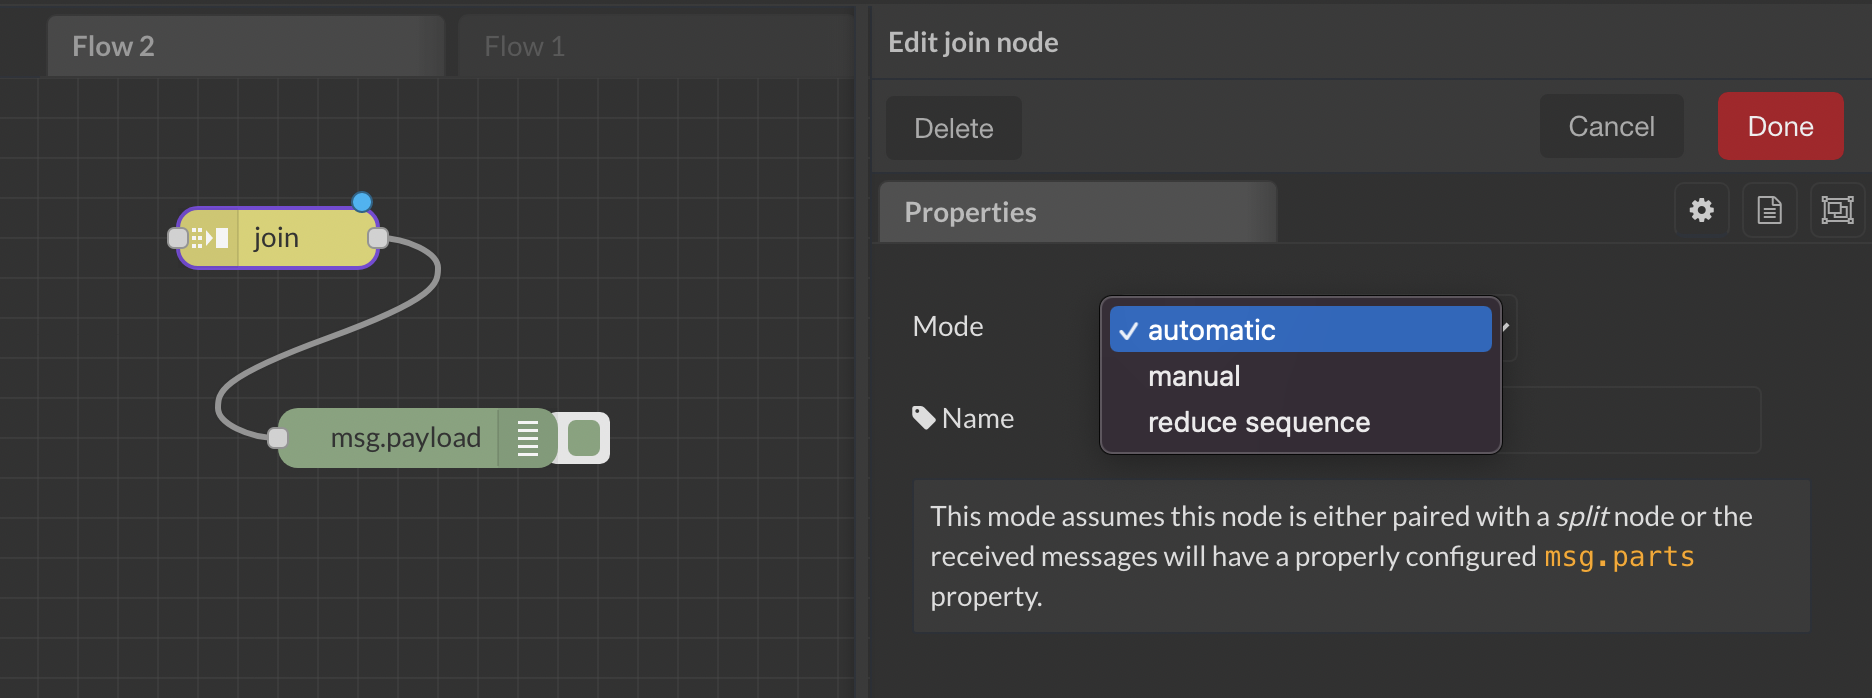 Flow 2
Flow 1
join
msg.payload
Edit join node
Delete
Cancel
Done
Properties
Mode
automatic
manual
reduce sequence
Name
This mode assumes this node is either paired with a split node or the
received messages will have a properly configured msg.parts
property.